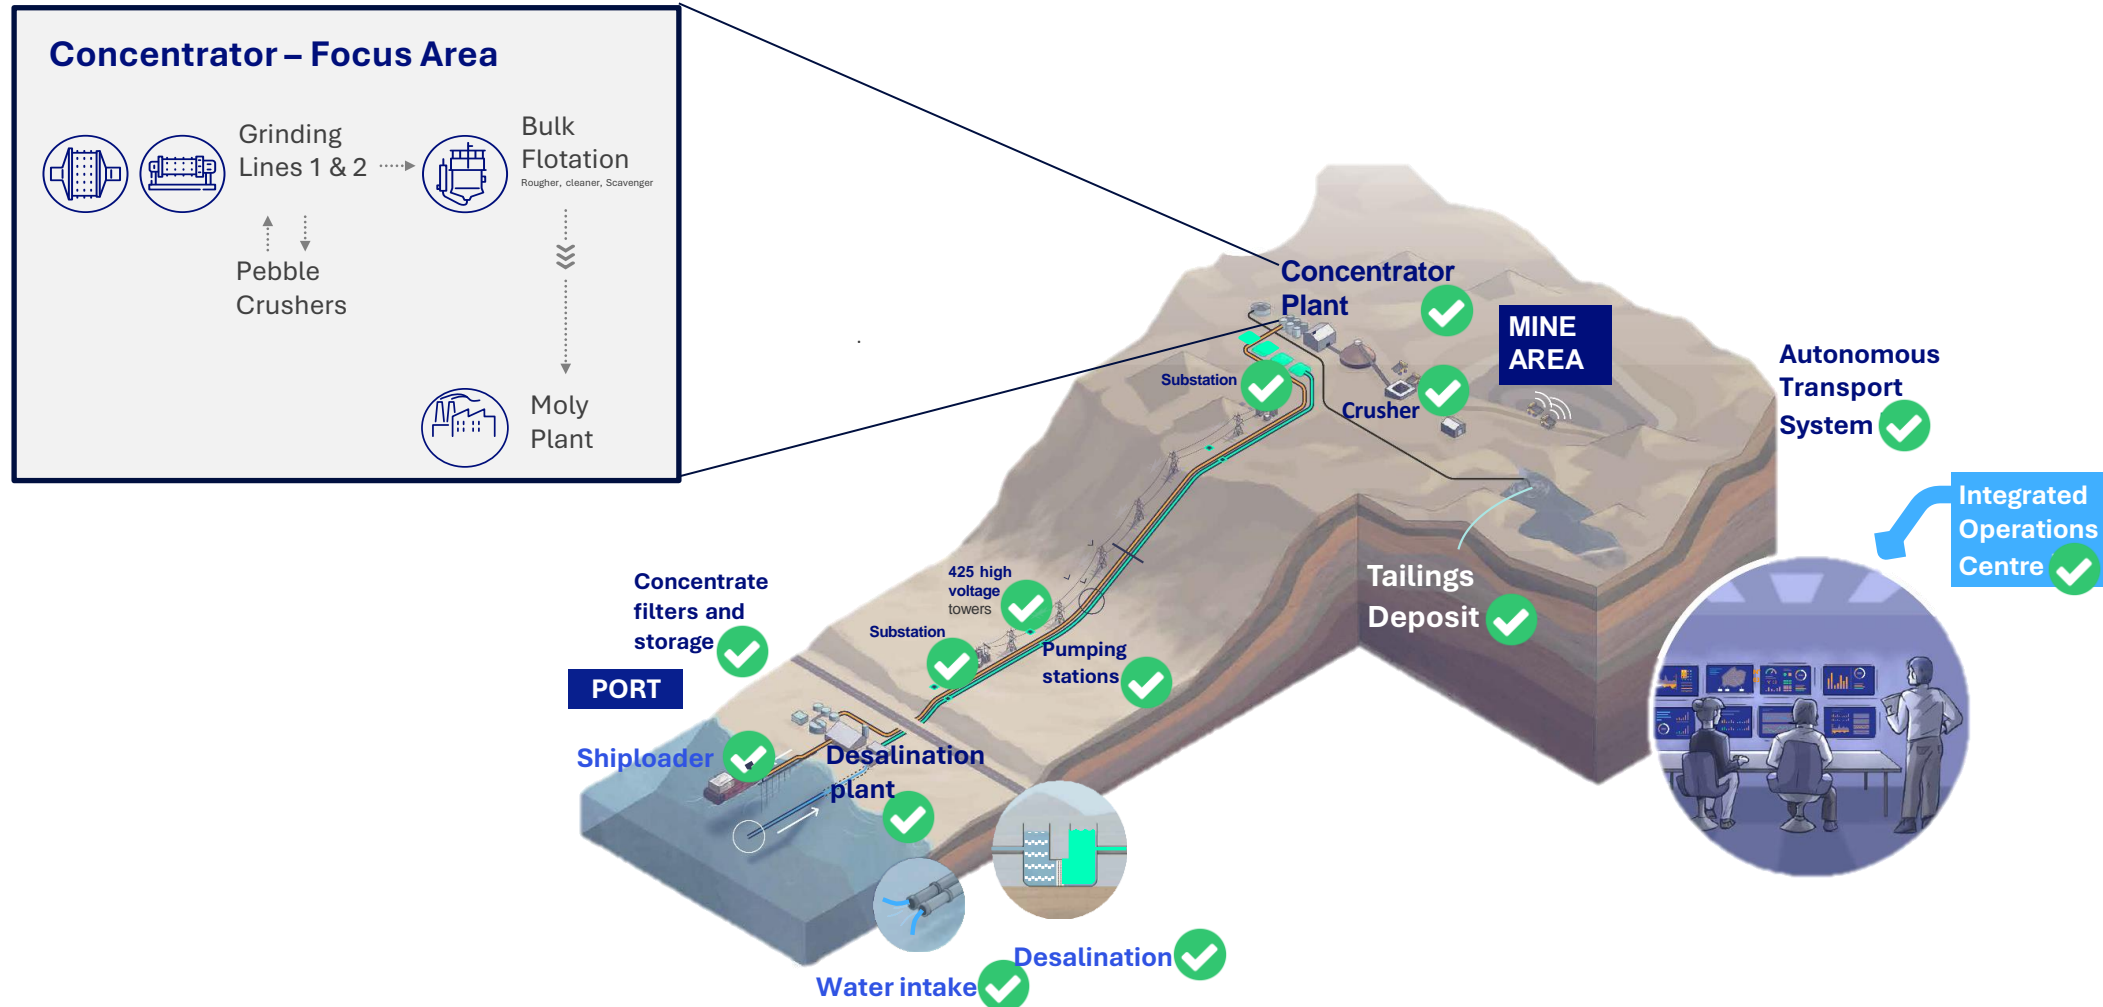 Concentrator – Focus Area
Grinding
Lines 1 & 2
Bulk
Flotation
Rougher, cleaner, Scavenger
Pebble
Crushers
Moly
Plant
Concentrator
Plant
MINE
AREA
Substation
Crusher
Autonomous
Transport
System
Integrated
Operations
Centre
Tailings
Deposit
425 high
voltage
towers
Substation
Pumping
stations
Concentrate
filters and
storage
PORT
Shiploader
Desalination
plant
Desalination
Water intake